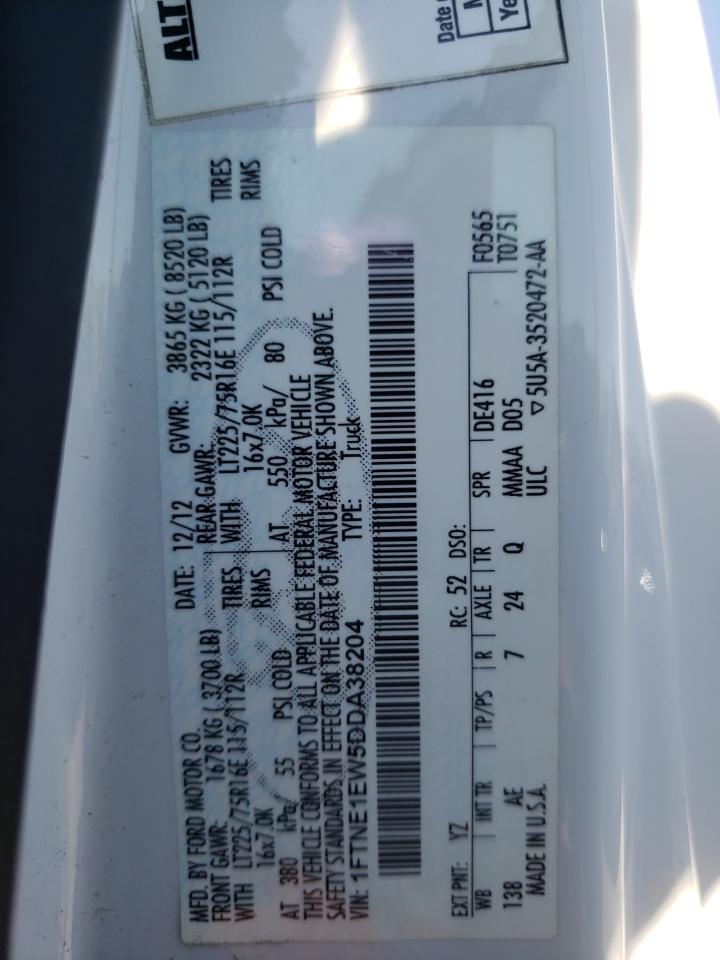 ALT
Date
M
Ye
MFD. BY FORD MOTOR CO.
DATE: 12/12 GVWR: 3865 KG ( 8520 LB)
FRONT GAWR: 1678 KG ( 3700 LB) REAR GAWR: 2322 KG ( 5120 LB)
WITH LT225/75R16E 115/112R TIRES WITH LT225/75R16E 115/112R TIRES
16x7.0K RIMS 16x7.0K RIMS
AT 380 kPa/ 55 PSI COLD AT 550 kPa/ 80 PSI COLD
THIS VEHICLE CONFORMS TO ALL APPLICABLE FEDERAL MOTOR VEHICLE
SAFETY STANDARDS IN EFFECT ON THE DATE OF MANUFACTURE SHOWN ABOVE.
VIN: 1FTNE1EW5DDA38204 TYPE: Truck
F0565
T0751
EXT PNT: YZ RC: 52 DSO:
WB INT TR TP/PS R AXLE TR SPR DE416
138 AE 7 24 Q MMAA D05
MADE IN U.S.A. ULC ▽5U5A-3520472-AA